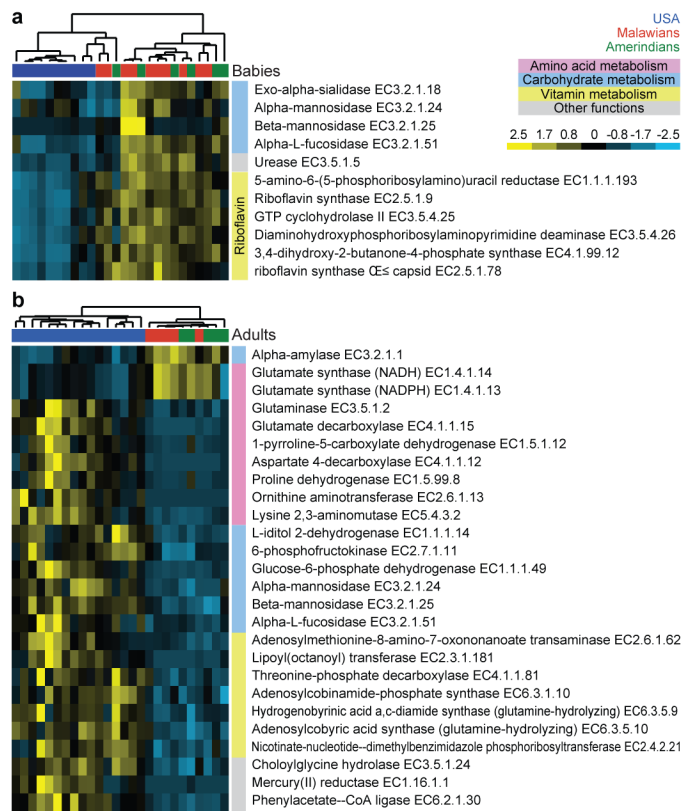 a
USA
Malawians
Amerindians
Babies
Amino acid metabolism
Carbohydrate metabolism
Vitamin metabolism
Other functions
2.5 1.7 0.8 0 -0.8 -1.7 -2.5
Exo-alpha-sialidase EC3.2.1.18
Alpha-mannosidase EC3.2.1.24
Beta-mannosidase EC3.2.1.25
Alpha-L-fucosidase EC3.2.1.51
Urease EC3.5.1.5
Riboflavin
5-amino-6-(5-phosphoribosylamino)uracil reductase EC1.1.1.193
Riboflavin synthase EC2.5.1.9
GTP cyclohydrolase II EC3.5.4.25
Diaminohydroxyphosphoribosylaminopyrimidine deaminase EC3.5.4.26
3,4-dihydroxy-2-butanone-4-phosphate synthase EC4.1.99.12
riboflavin synthase Œ≤ capsid EC2.5.1.78
b
Adults
Alpha-amylase EC3.2.1.1
Glutamate synthase (NADH) EC1.4.1.14
Glutamate synthase (NADPH) EC1.4.1.13
Glutaminase EC3.5.1.2
Glutamate decarboxylase EC4.1.1.15
1-pyrroline-5-carboxylate dehydrogenase EC1.5.1.12
Aspartate 4-decarboxylase EC4.1.1.12
Proline dehydrogenase EC1.5.99.8
Ornithine aminotransferase EC2.6.1.13
Lysine 2,3-aminomutase EC5.4.3.2
L-iditol 2-dehydrogenase EC1.1.1.14
6-phosphofructokinase EC2.7.1.11
Glucose-6-phosphate dehydrogenase EC1.1.1.49
Alpha-mannosidase EC3.2.1.24
Beta-mannosidase EC3.2.1.25
Alpha-L-fucosidase EC3.2.1.51
Adenosylmethionine-8-amino-7-oxononanoate transaminase EC2.6.1.62
Lipoyl(octanoyl) transferase EC2.3.1.181
Threonine-phosphate decarboxylase EC4.1.1.81
Adenosylcobinamide-phosphate synthase EC6.3.1.10
Hydrogenobyrinic acid a,c-diamide synthase (glutamine-hydrolyzing) EC6.3.5.9
Adenosylcobyric acid synthase (glutamine-hydrolyzing) EC6.3.5.10
Nicotinate-nucleotide--dimethylbenzimidazole phosphoribosyltransferase EC2.4.2.21
Choloylglycine hydrolase EC3.5.1.24
Mercury(II) reductase EC1.16.1.1
Phenylacetate--CoA ligase EC6.2.1.30